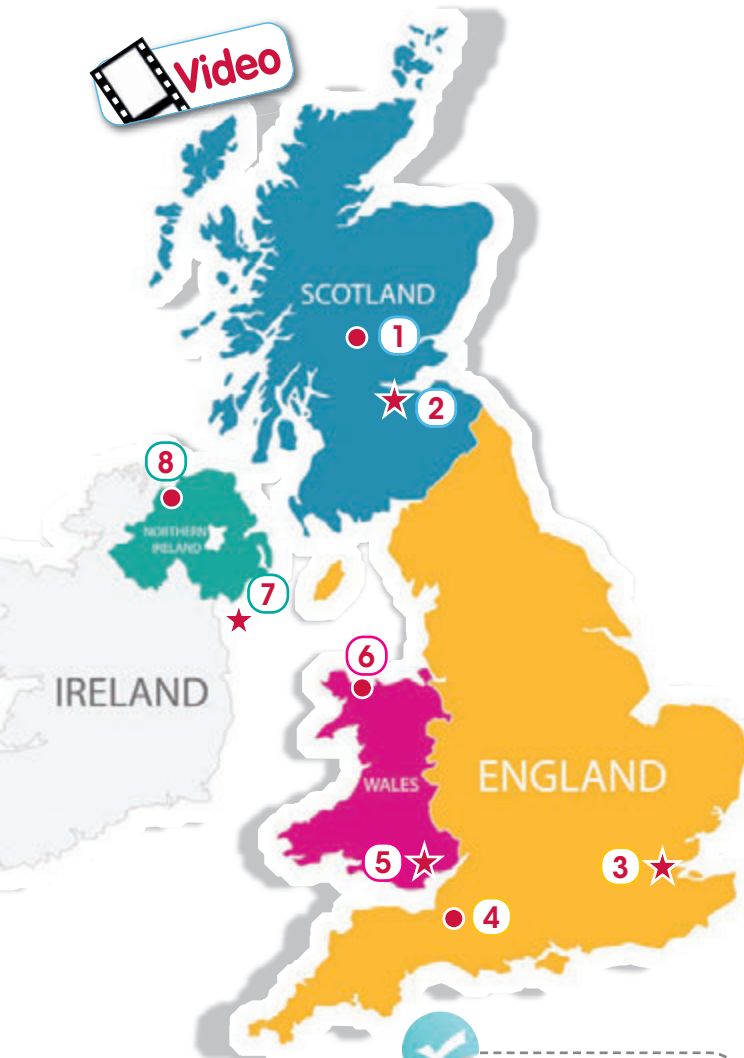 Video
SCOTLAND
1
2
8
NORTHERN
IRELAND
7
6
IRELAND
WALES
ENGLAND
5
3
4